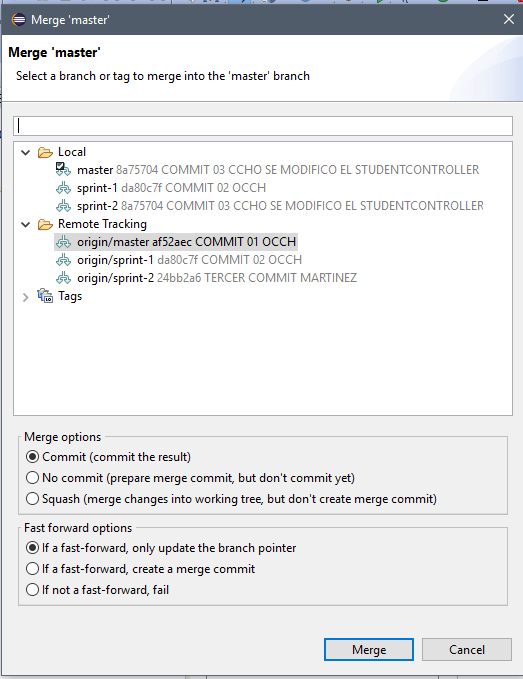 Merge 'master'
Merge 'master'
Select a branch or tag to merge into the 'master' branch
Local
master 8a75704 COMMIT 03 CCHO SE MODIFICO EL STUDENTCONTROLLER
sprint-1 da80c7f COMMIT 02 OCCH
sprint-2 8a75704 COMMIT 03 CCHO SE MODIFICO EL STUDENTCONTROLLER
Remote Tracking
origin/master af52aec COMMIT 01 OCCH
origin/sprint-1 da80c7f COMMIT 02 OCCH
origin/sprint-2 24bb2a6 TERCER COMMIT MARTINEZ
Tags
Merge options
Commit (commit the result)
No commit (prepare merge commit, but don't commit yet)
Squash (merge changes into working tree, but don't create merge commit)
Fast forward options
If a fast-forward, only update the branch pointer
If a fast-forward, create a merge commit
If not a fast-forward, fail
Merge Cancel